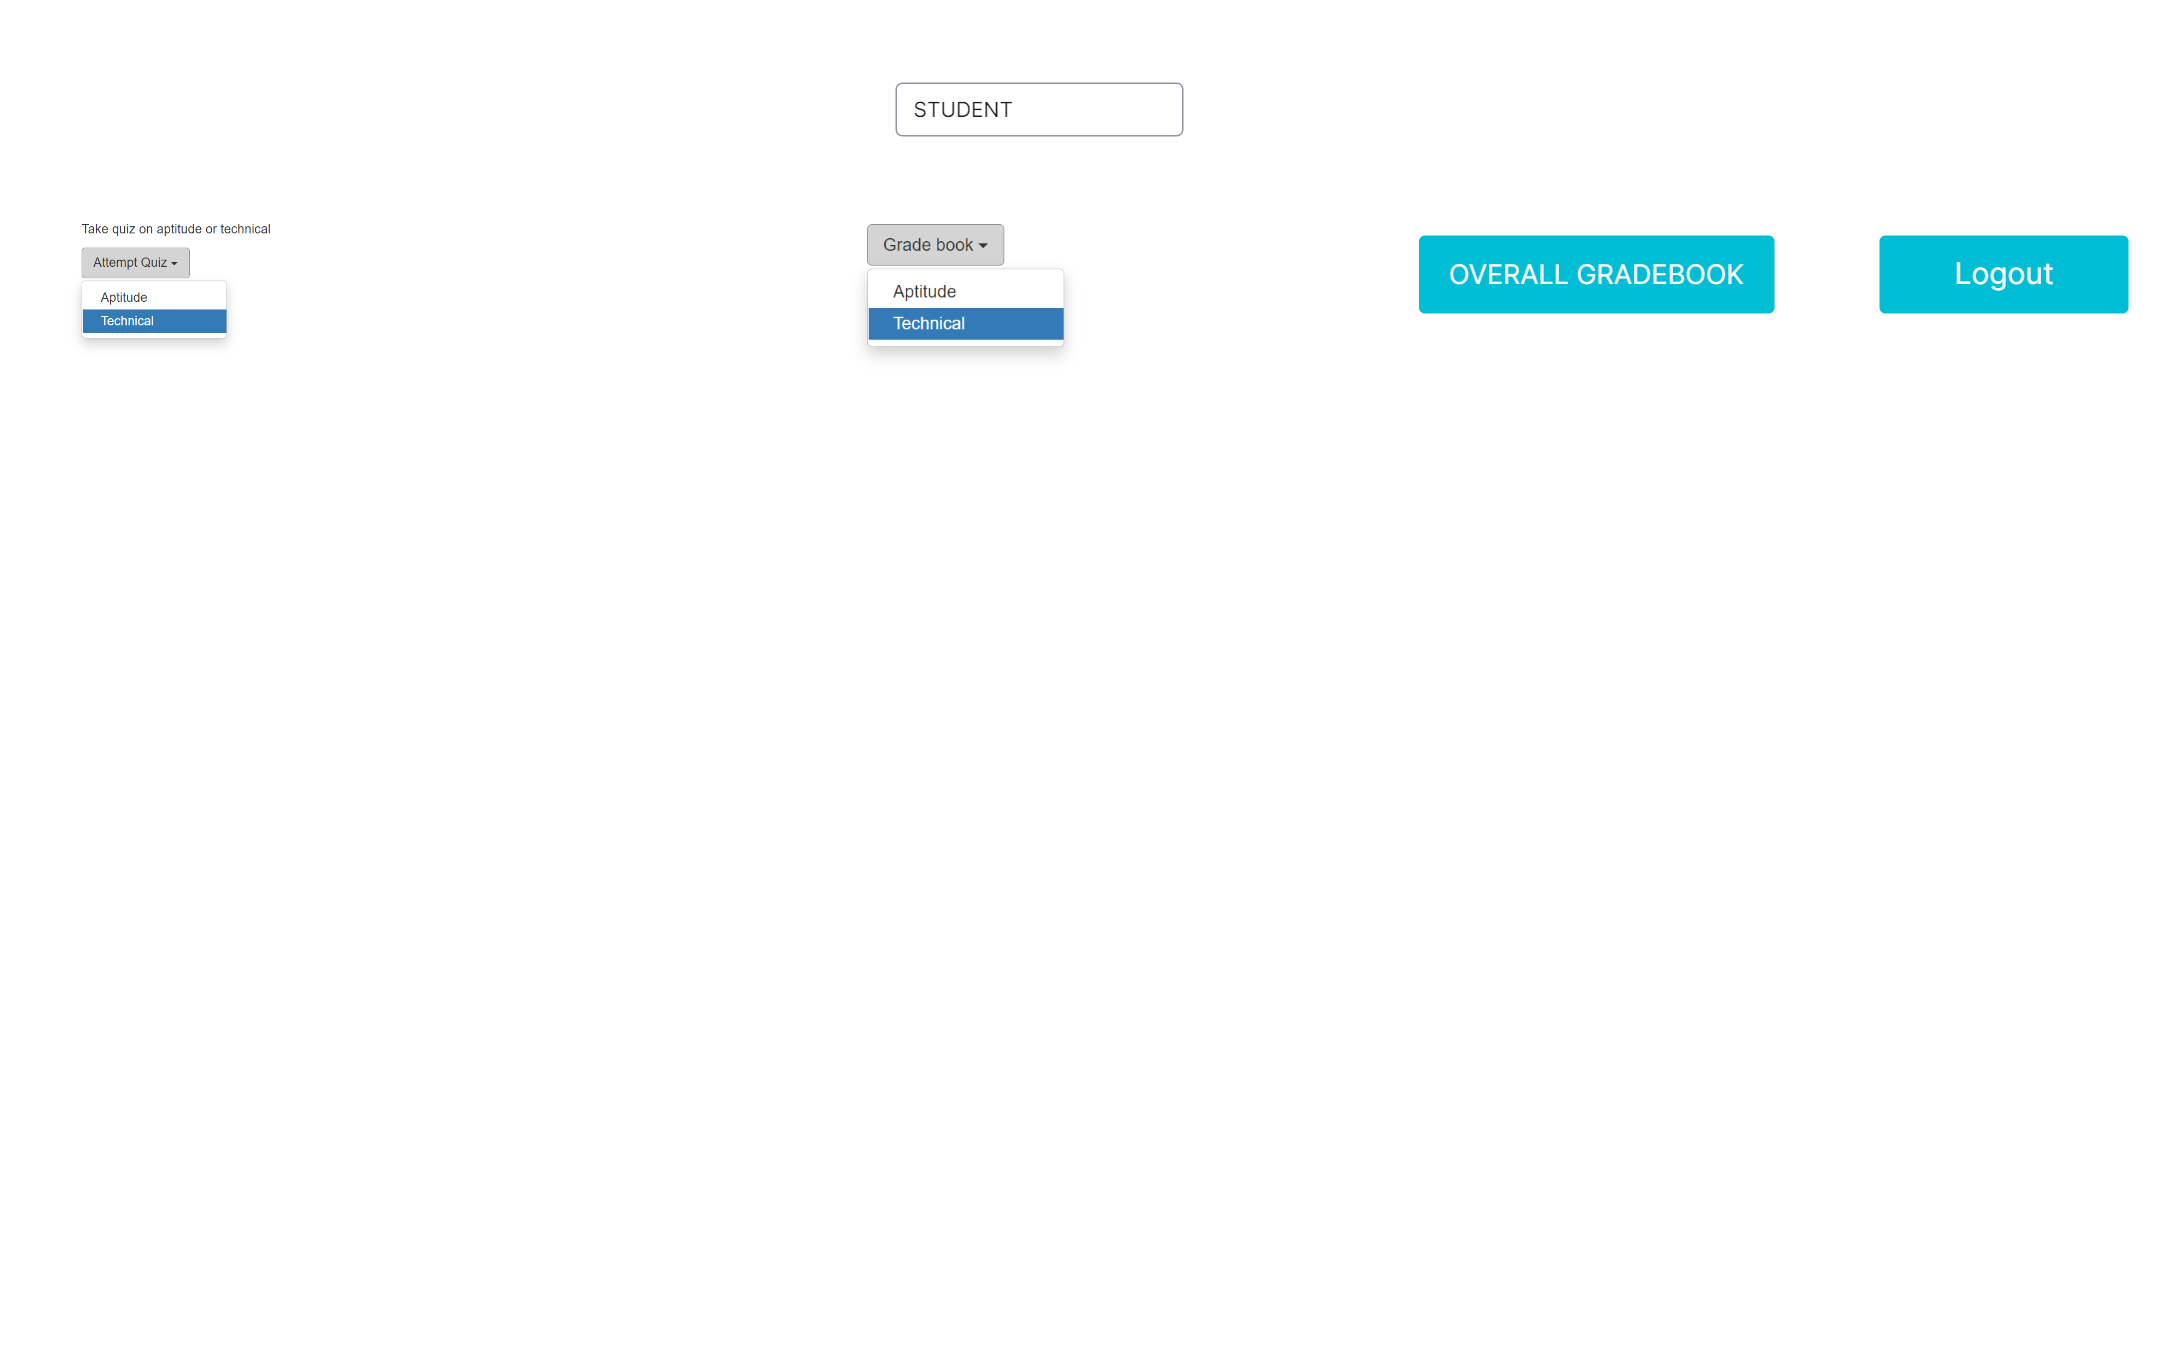 STUDENT
Take quiz on aptitude or technical
Attempt Quiz
Aptitude
Technical
Grade book
Aptitude
Technical
OVERALL GRADEBOOK
Logout